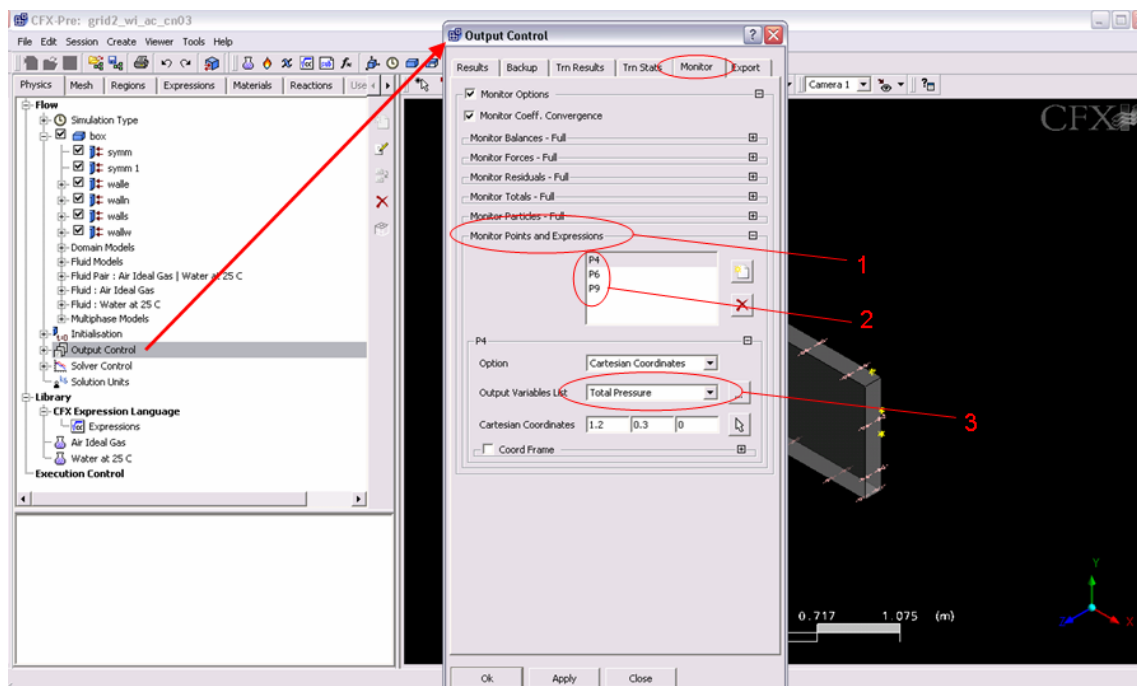 CFX-Pre: grid2_wi_ac_cn03
File Edit Session Create Viewer Tools Help
Physics Mesh Regions Expressions Materials Reactions Use
Flow
Simulation Type
box
symm
symm 1
walle
walln
walls
wallw
Domain Models
Fluid Models
Fluid Pair : Air Ideal Gas | Water at 25 C
Fluid : Air Ideal Gas
Fluid : Water at 25 C
Multiphase Models
Initialisation
Output Control
Solver Control
Solution Units
Library
CFX Expression Language
Expressions
Air Ideal Gas
Water at 25 C
Execution Control
Output Control
Results Backup Trn Results Trn Stats Monitor Export
Monitor Options
Monitor Coeff. Convergence
Monitor Balances - Full
Monitor Forces - Full
Monitor Residuals - Full
Monitor Totals - Full
Monitor Particles - Full
Monitor Points and Expressions
P4
P6
P9
P4
Option Cartesian Coordinates
Output Variables List Total Pressure ...
Cartesian Coordinates 1.2 0.3 0
Coord Frame
Ok Apply Close
Camera 1
CFX
1
2
3
0.717 1.075 (m)
Y
Z X